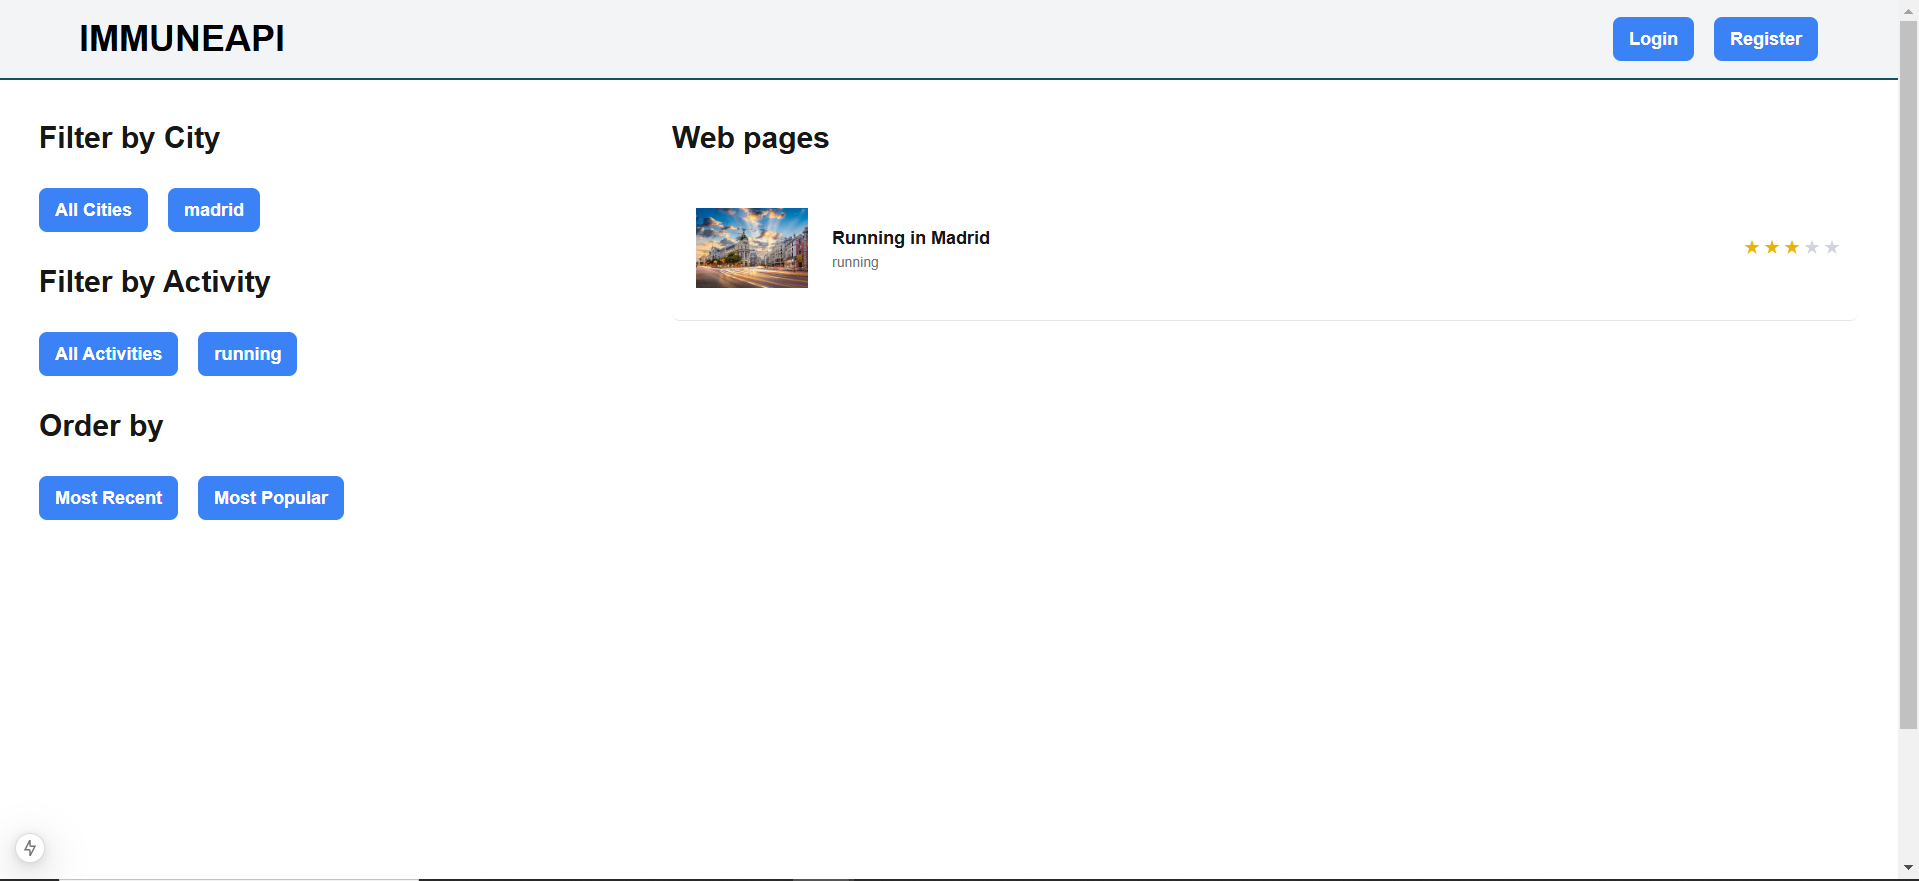 IMMUNEAPI
Login Register
Filter by City
All Cities madrid
Filter by Activity
All Activities running
Order by
Most Recent Most Popular
Web pages
Running in Madrid
running